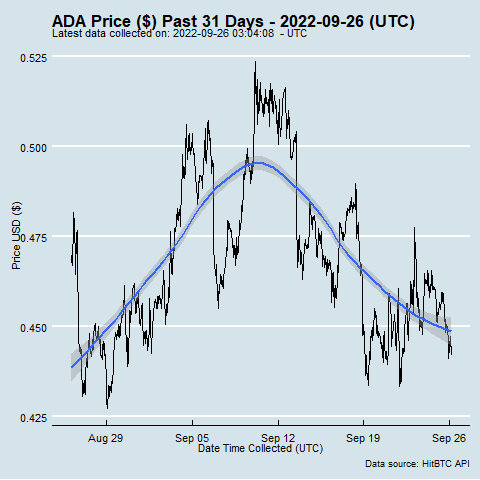 ADA Price ($) Past 31 Days - 2022-09-26 (UTC)
Latest data collected on: 2022-09-26 03:04:08 - UTC
0.525
0.500
0.475
0.450
0.425
Price USD ($)
Aug 29 Sep 05 Sep 12 Sep 19 Sep 26
Date Time Collected (UTC)
Data source: HitBTC API